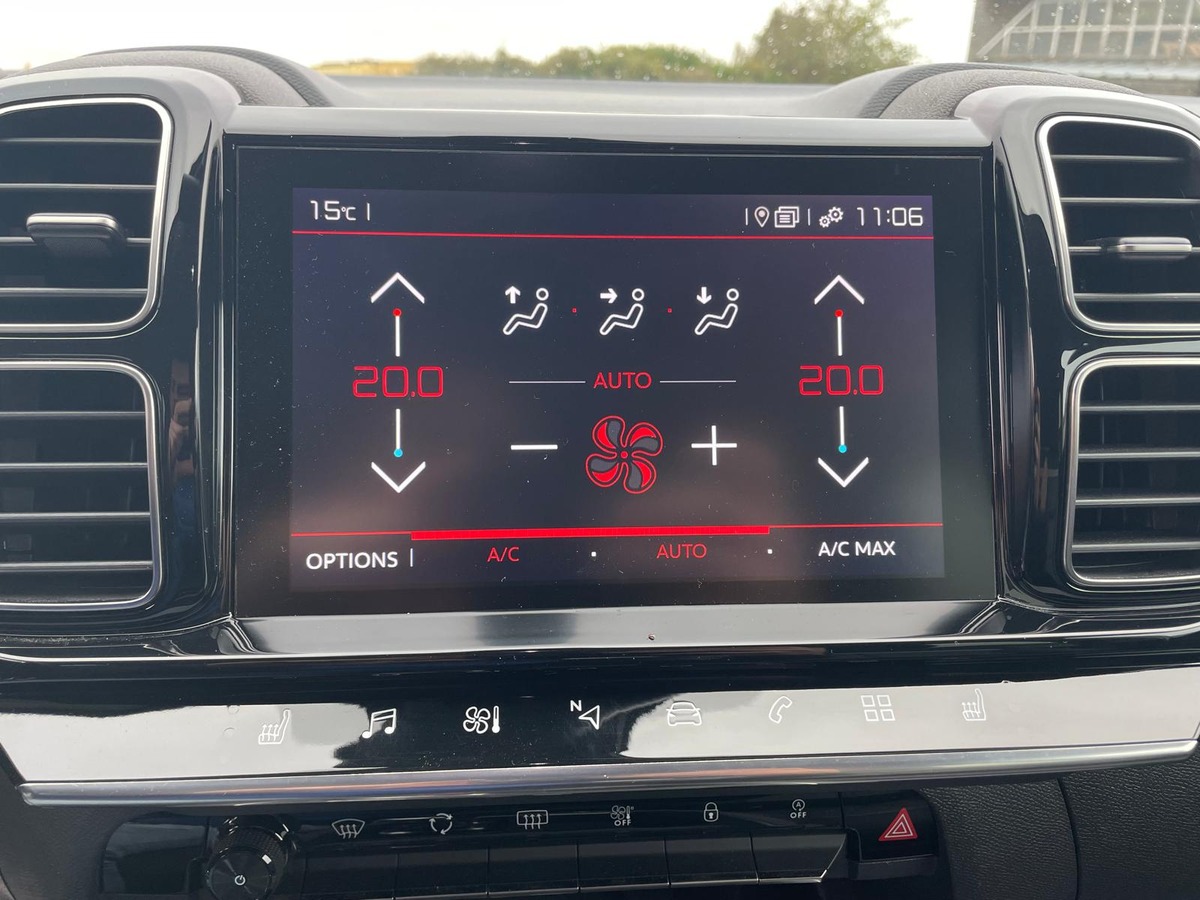 15°C
11:06
20.0
AUTO
20.0
OPTIONS
A/C
AUTO
A/C MAX
N
OFF
A
OFF